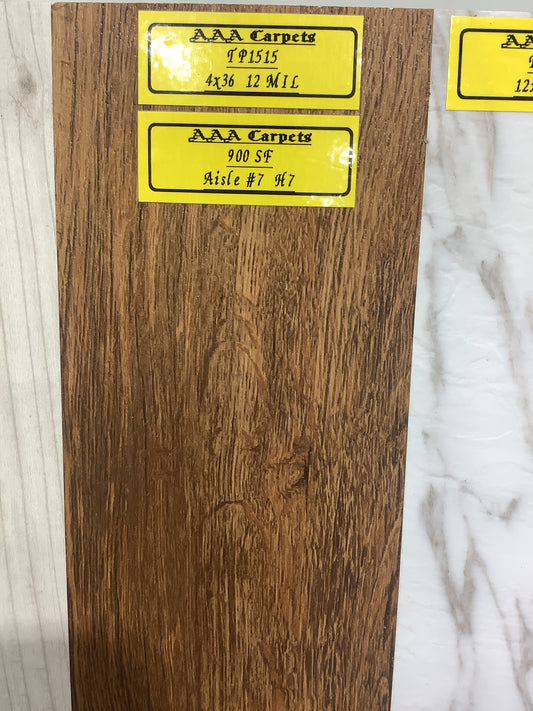 AAA Carpets
TP1515
4x36 12 MIL
AAA Carpets
900 SF
Aisle #7 H7